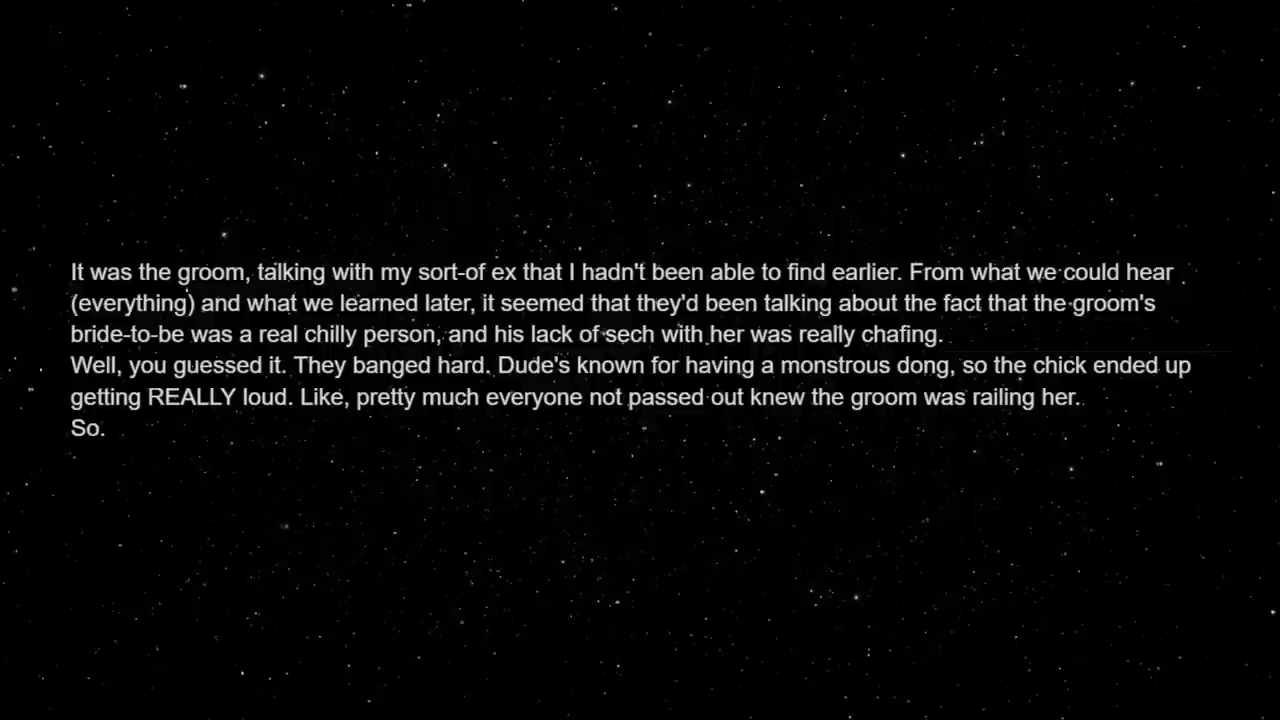 It was the groom, talking with my sort-of ex that I hadn't been able to find earlier. From what we could hear
(everything) and what we learned later, it seemed that they'd been talking about the fact that the groom's
bride-to-be was a real chilly person, and his lack of sech with her was really chafing.
Well, you guessed it. They banged hard. Dude's known for having a monstrous dong, so the chick ended up
getting REALLY loud. Like, pretty much everyone not passed out knew the groom was railing her.
So.